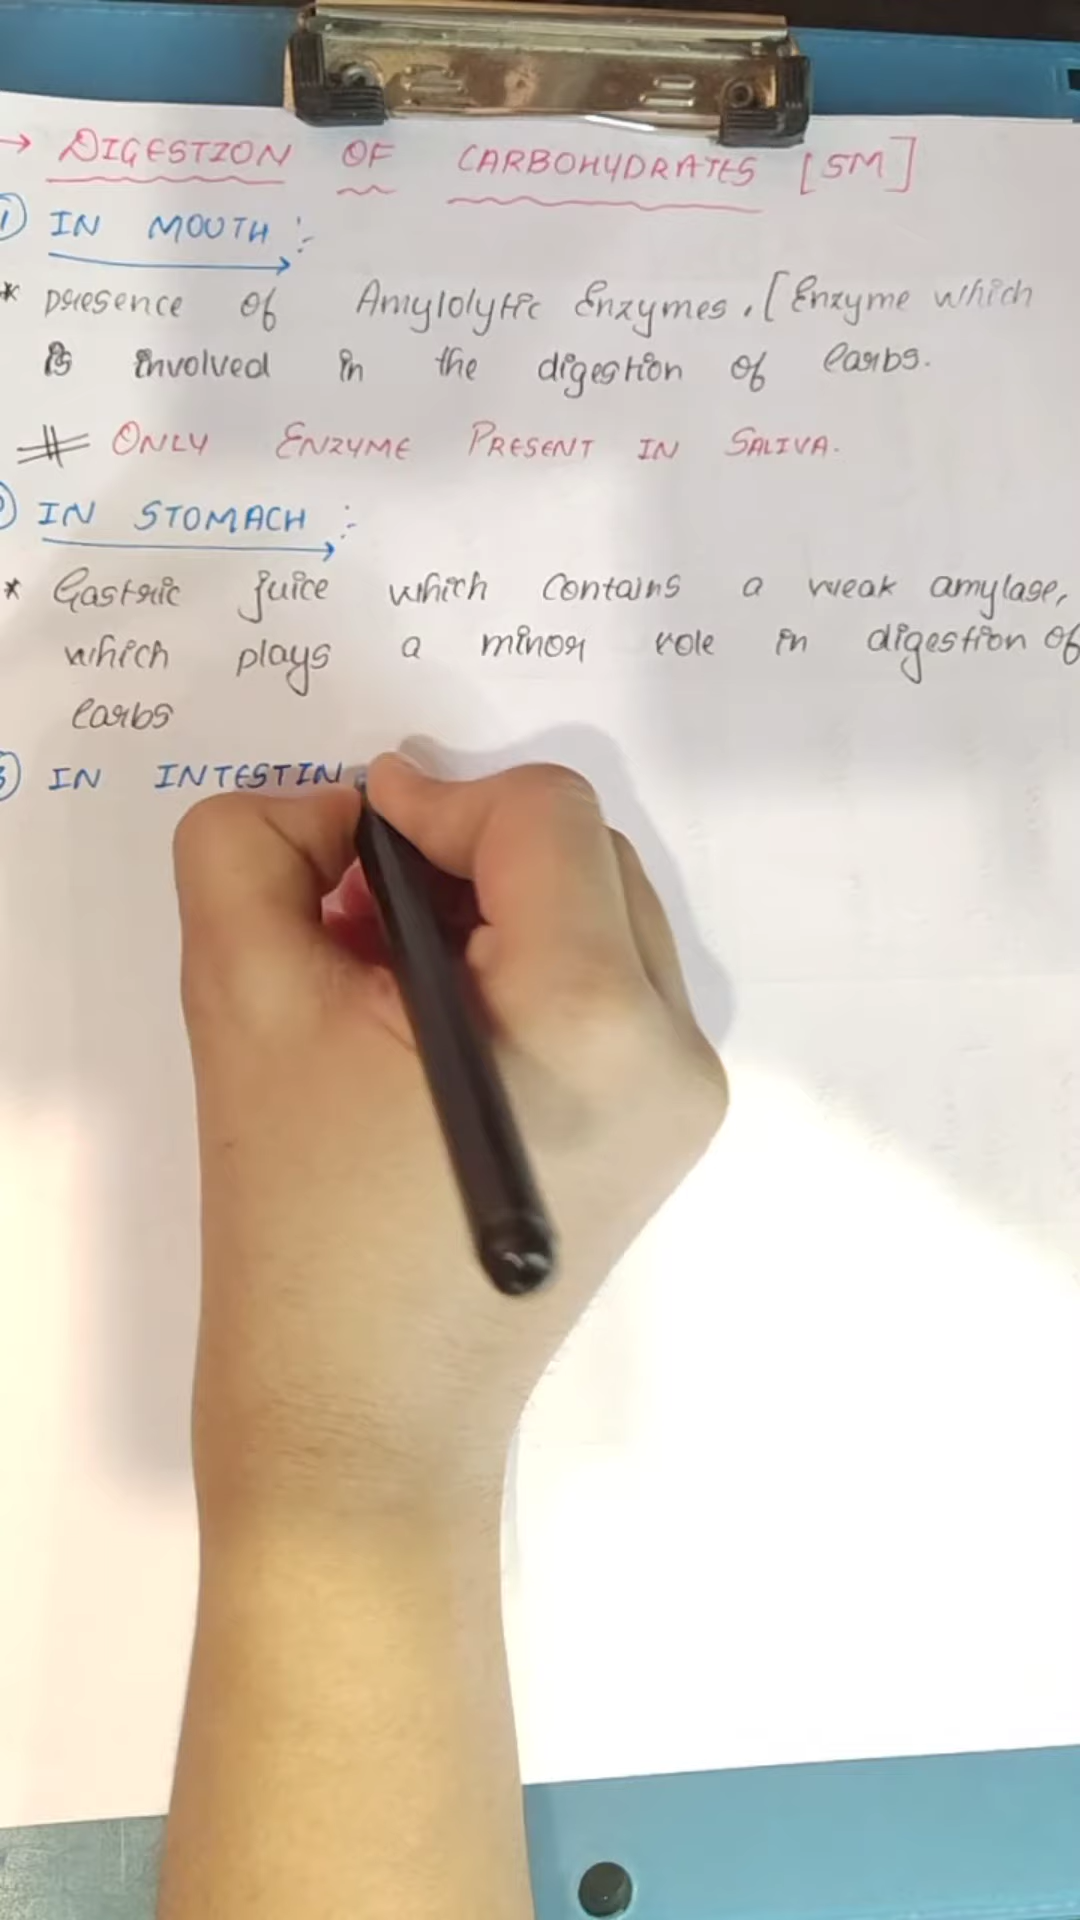 → DIGESTION OF CARBOHYDRATES [5M]
1) IN MOUTH :-
* presence of Amylolytic Enzymes. [Enzyme which
is involved in the digestion of carbs.
# ONLY ENZYME PRESENT IN SALIVA.
IN STOMACH :-
* Gastric juice which contains a weak amylase,
which plays a minor role in digestion of
carbs
3) IN INTESTIN